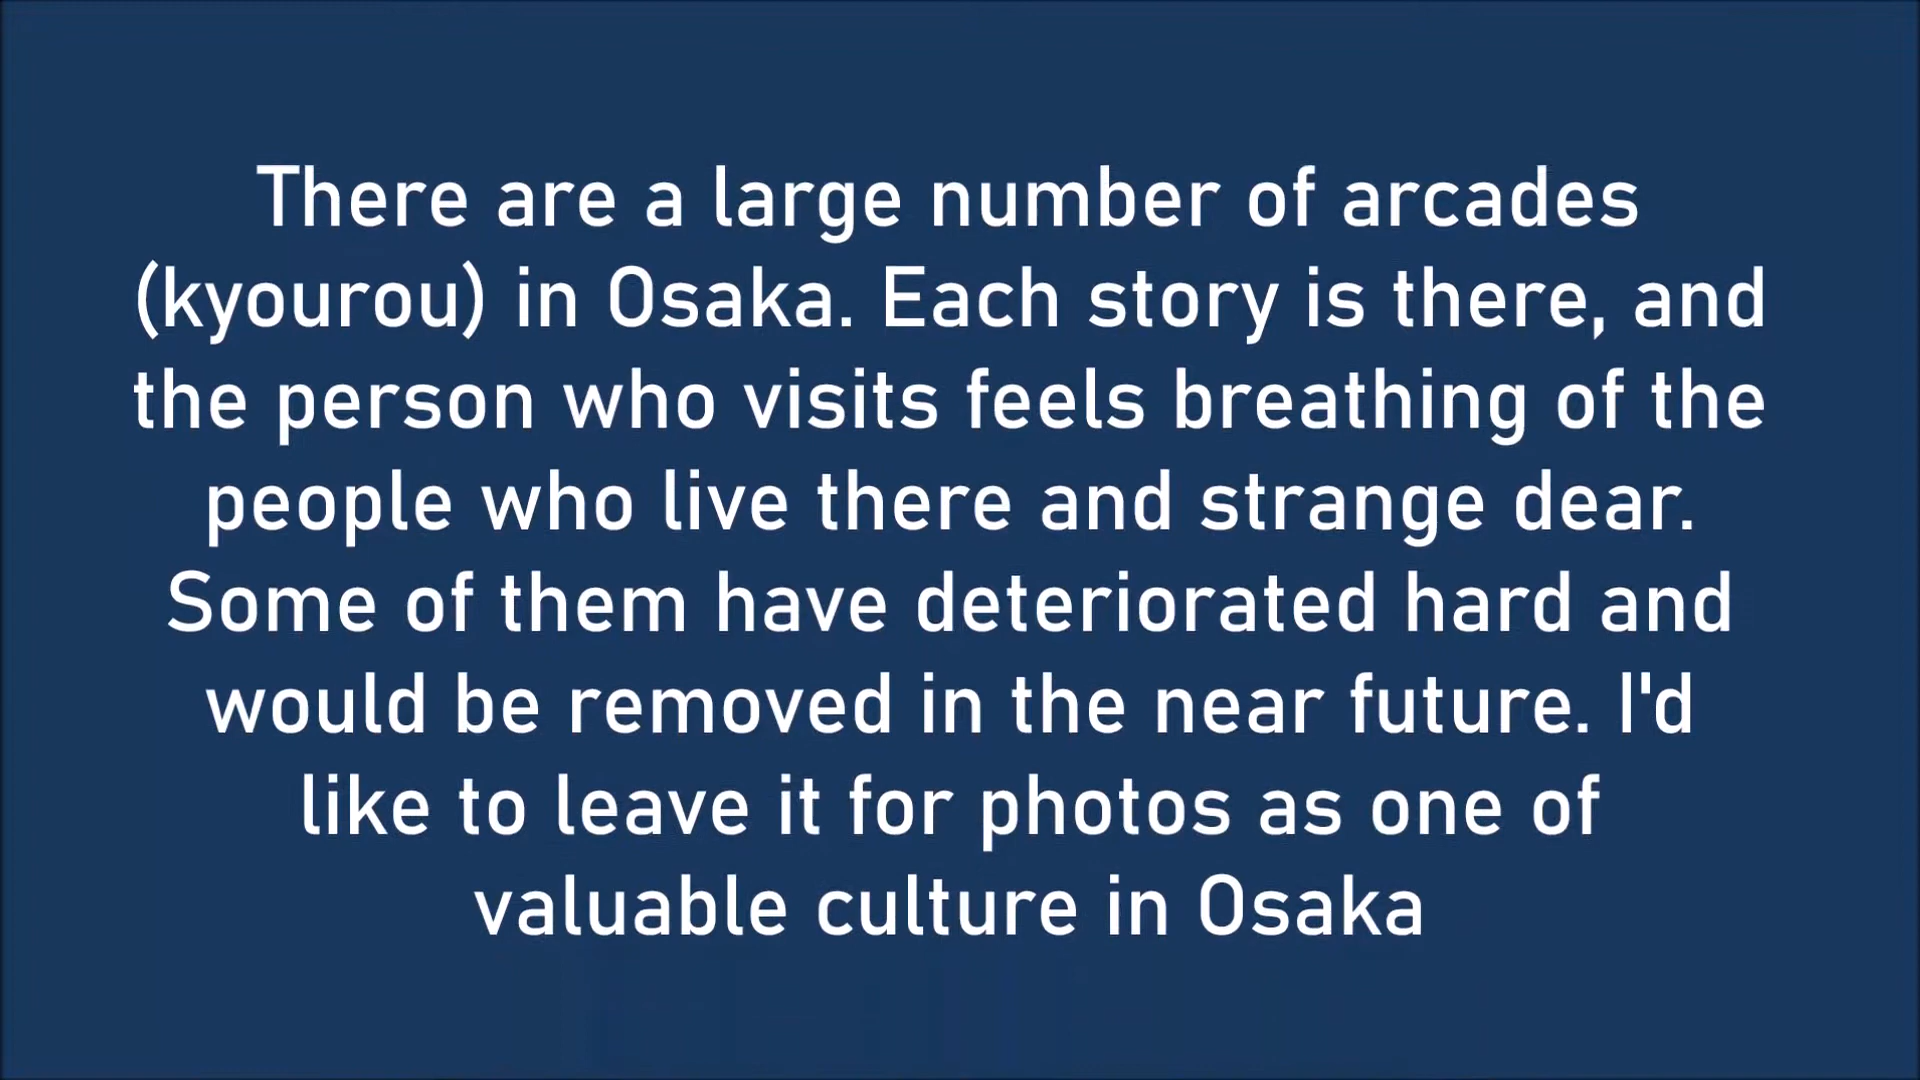 There are a large number of arcades
(kyourou) in Osaka. Each story is there, and
the person who visits feels breathing of the
people who live there and strange dear.
Some of them have deteriorated hard and
would be removed in the near future. I'd
like to leave it for photos as one of
valuable culture in Osaka